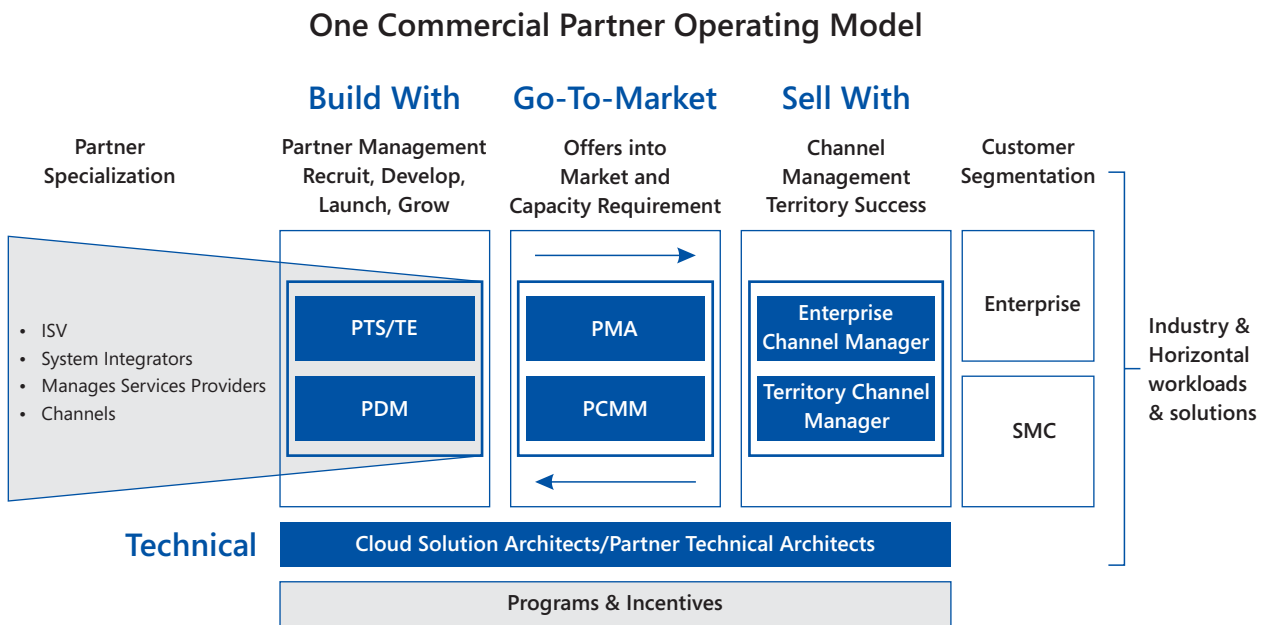 One Commercial Partner Operating Model
Build With
Go-To-Market
Sell With
Partner
Specialization
Partner Management
Recruit, Develop,
Launch, Grow
Offers into
Market and
Capacity Requirement
Channel
Management
Territory Success
Customer
Segmentation
• ISV
• System Integrators
• Manages Services Providers
• Channels
PTS/TE
PDM
PMA
PCMM
Enterprise
Channel Manager
Territory Channel
Manager
Enterprise
SMC
Industry &
Horizontal
workloads
& solutions
Technical
Cloud Solution Architects/Partner Technical Architects
Programs & Incentives